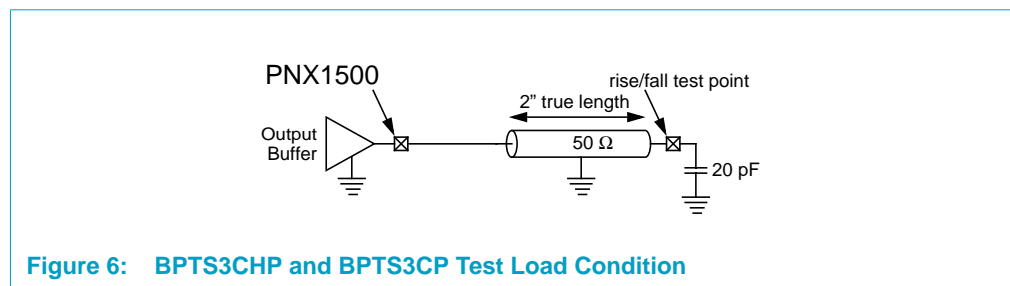 PNX1500
rise/fall test point
2” true length
Output
Buffer
50 Ω
20 pF
Figure 6: BPTS3CHP and BPTS3CP Test Load Condition